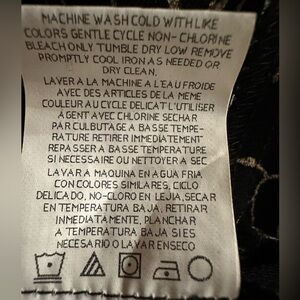 MACHINE WASH COLD WITH LIKE
COLORS GENTLE CYCLE NON-CHLORINE
BLEACH ONLY TUMBLE DRY LOW REMOVE
PROMPTLY COOL IRON AS NEEDED OR
DRY CLEAN.
LAVER A LA MACHINE A L'EAU FROIDE
AVEC DES ARTICLES DE LA MEME
COULEUR AU CYCLE DELICAT L'UTILISER
AGENT AVEC CHLORINE SECHAR
PAR CULBUTAGE A BASSE TEMPE-
RATURE RETIRER IMMEDIATEMENT
REPASSER A BASSE TEMPERATURE
SI NECESSAIRE OU NETTOYER A SEC
LAVARA MAQUINA EN AGUA FRIA
CON COLORES SIMILARES, CICLO
DELICADO, NO-CLORO EN LEJIA, SECAR
EN TEMPERATURA BAJA, RETIRAR
INMEDIATAMENTE, PLANCHAR
A TEMPERATURA BAJA SI ES
NECESARIO O LAVAR EN SECO